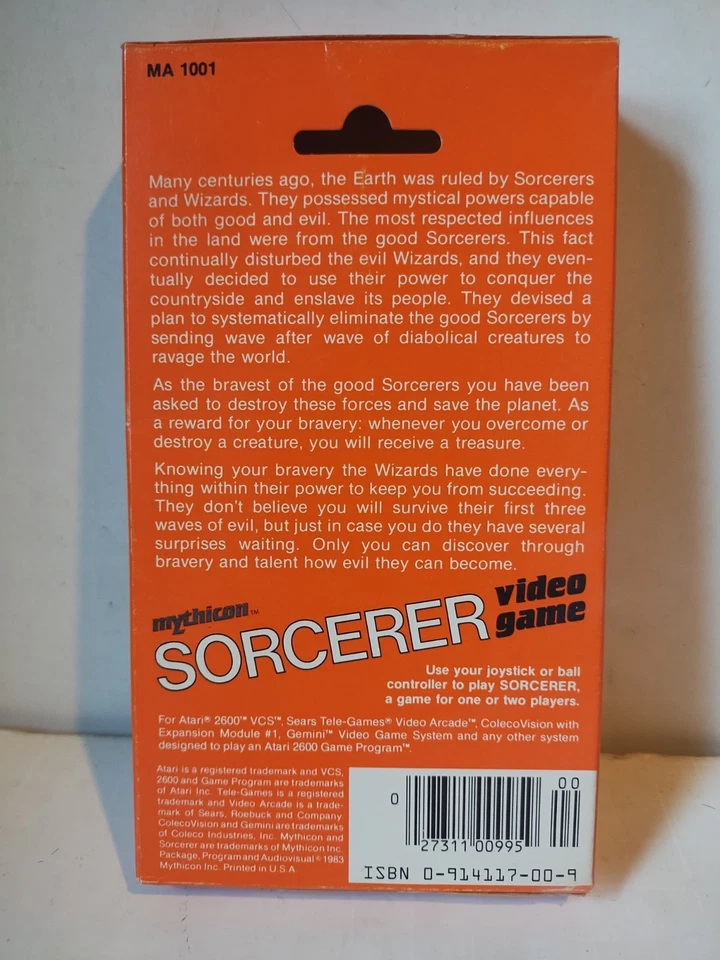 MA 1001
Many centuries ago, the Earth was ruled by Sorcerers
and Wizards. They possessed mystical powers capable
of both good and evil. The most respected influences
in the land were from the good Sorcerers. This fact
continually disturbed the evil Wizards, and they even-
tually decided to use their power to conquer the
countryside and enslave its people. They devised a
plan to systematically eliminate the good Sorcerers by
sending wave after wave of diabolical creatures to
ravage the world.
As the bravest of the good Sorcerers you have been
asked to destroy these forces and save the planet. As
a reward for your bravery: whenever you overcome or
destroy a creature, you will receive a treasure.
Knowing your bravery the Wizards have done every-
thing within their power to keep you from succeeding.
They don't believe you will survive their first three
waves of evil, but just in case you do they have several
surprises waiting. Only you can discover through
bravery and talent how evil they can become.
mythicon™
SORCERER
video
game
Use your joystick or ball
controller to play SORCERER,
a game for one or two players.
For Atari® 2600™ VCS™, Sears Tele-Games® Video Arcade™, ColecoVision with
Expansion Module #1, Gemini™ Video Game System and any other system
designed to play an Atari 2600 Game Program™.
Atari is a registered trademark and VCS,
2600 and Game Program are trademarks
of Atari Inc. Tele-Games is a registered
trademark and Video Arcade is a trade-
mark of Sears, Roebuck and Company.
ColecoVision and Gemini are trademarks
of Coleco Industries, Inc. Mythicon and
Sorcerer are trademarks of Mythicon Inc.
Package, Program and Audiovisual © 1983
Mythicon Inc. Printed in U.S.A.
0
27311 00995
00
ISBN 0-914117-00-9